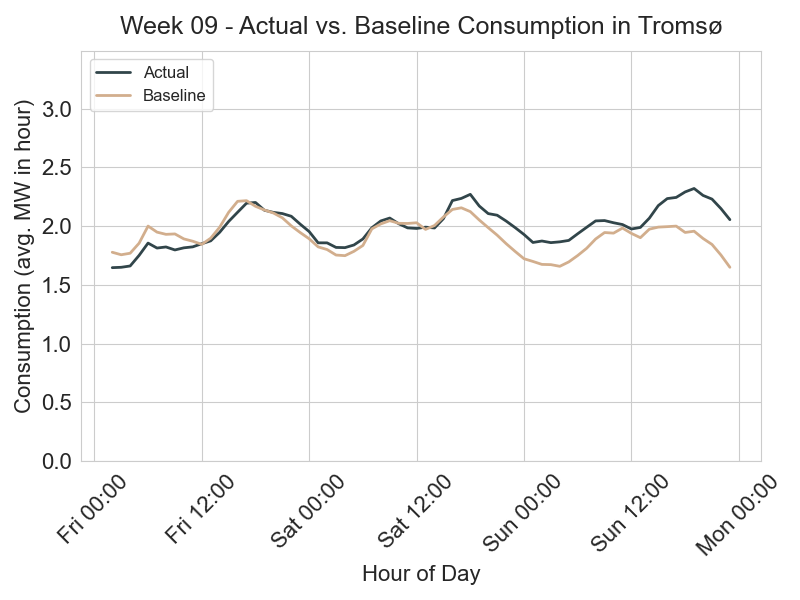 Week 09 - Actual vs. Baseline Consumption in Tromsø
Actual
Baseline
Consumption (avg. MW in hour)
3.0
2.5
2.0
1.5
1.0
0.5
0.0
Fri 00:00
Fri 12:00
Sat 00:00
Sat 12:00
Sun 00:00
Sun 12:00
Mon 00:00
Hour of Day